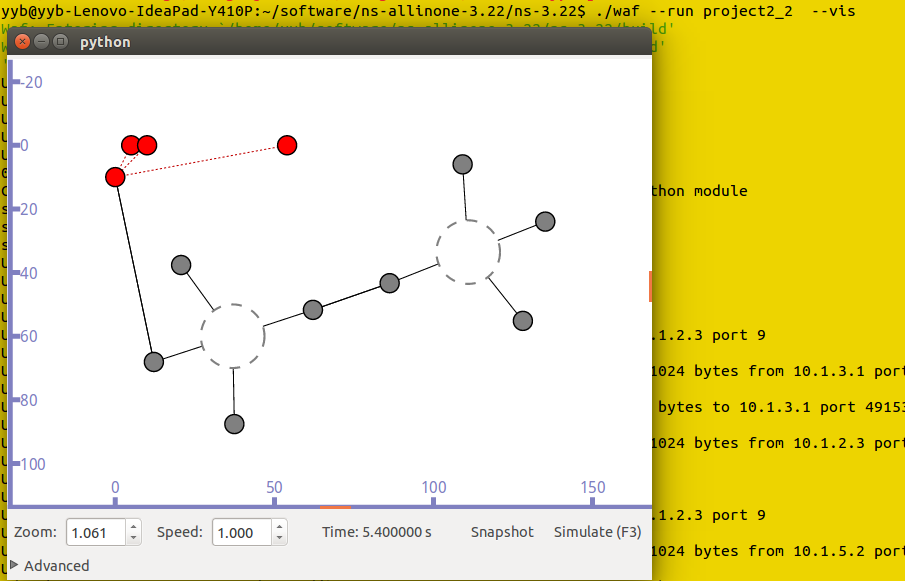 yyb@yyb-Lenovo-IdeaPad-Y410P:~/software/ns-allinone-3.22/ns-3.22$ ./waf --run project2_2 --vis
python
-20
0
20
40
60
80
100
0
50
100
150
thon module
.1.2.3 port 9
1024 bytes from 10.1.3.1 port
bytes to 10.1.3.1 port 49153
1024 bytes from 10.1.2.3 port
.1.2.3 port 9
1024 bytes from 10.1.5.2 port
Zoom:
1.061
Speed:
1.000
Time: 5.400000 s
Snapshot
Simulate (F3)
Advanced